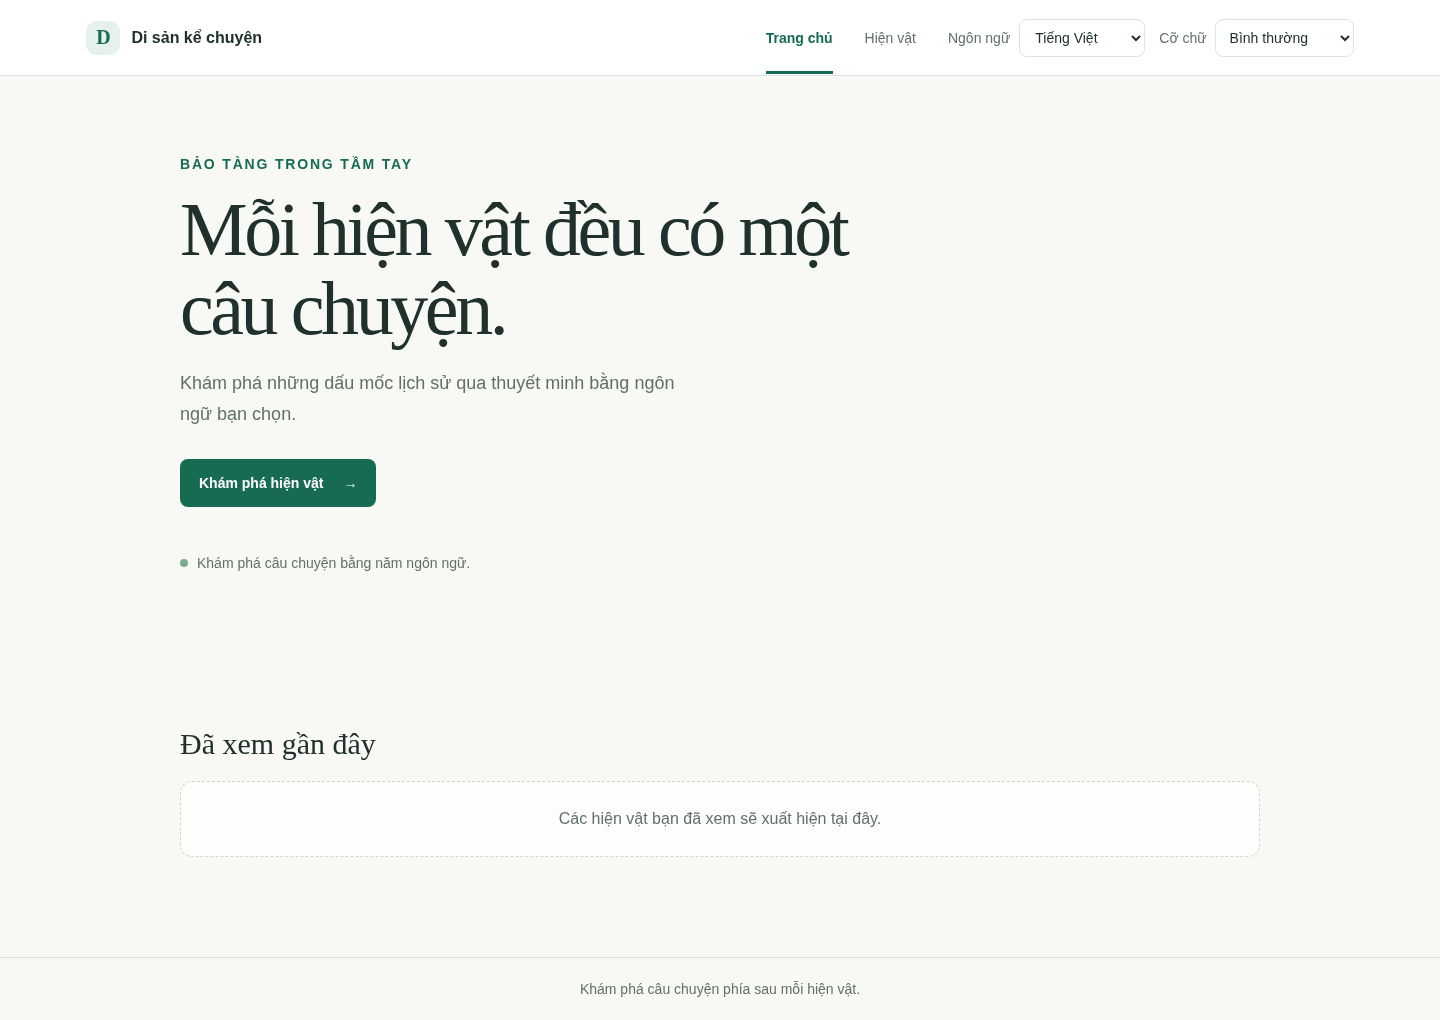 D Di sản kể chuyện Trang chủ Hiện vật Ngôn ngữ Tiếng Việt Cỡ chữ Bình thường
BẢO TÀNG TRONG TẦM TAY
Mỗi hiện vật đều có một
câu chuyện.
Khám phá những dấu mốc lịch sử qua thuyết minh bằng ngôn
ngữ bạn chọn.
Khám phá hiện vật →
Khám phá câu chuyện bằng năm ngôn ngữ.
Đã xem gần đây
Các hiện vật bạn đã xem sẽ xuất hiện tại đây.
Khám phá câu chuyện phía sau mỗi hiện vật.